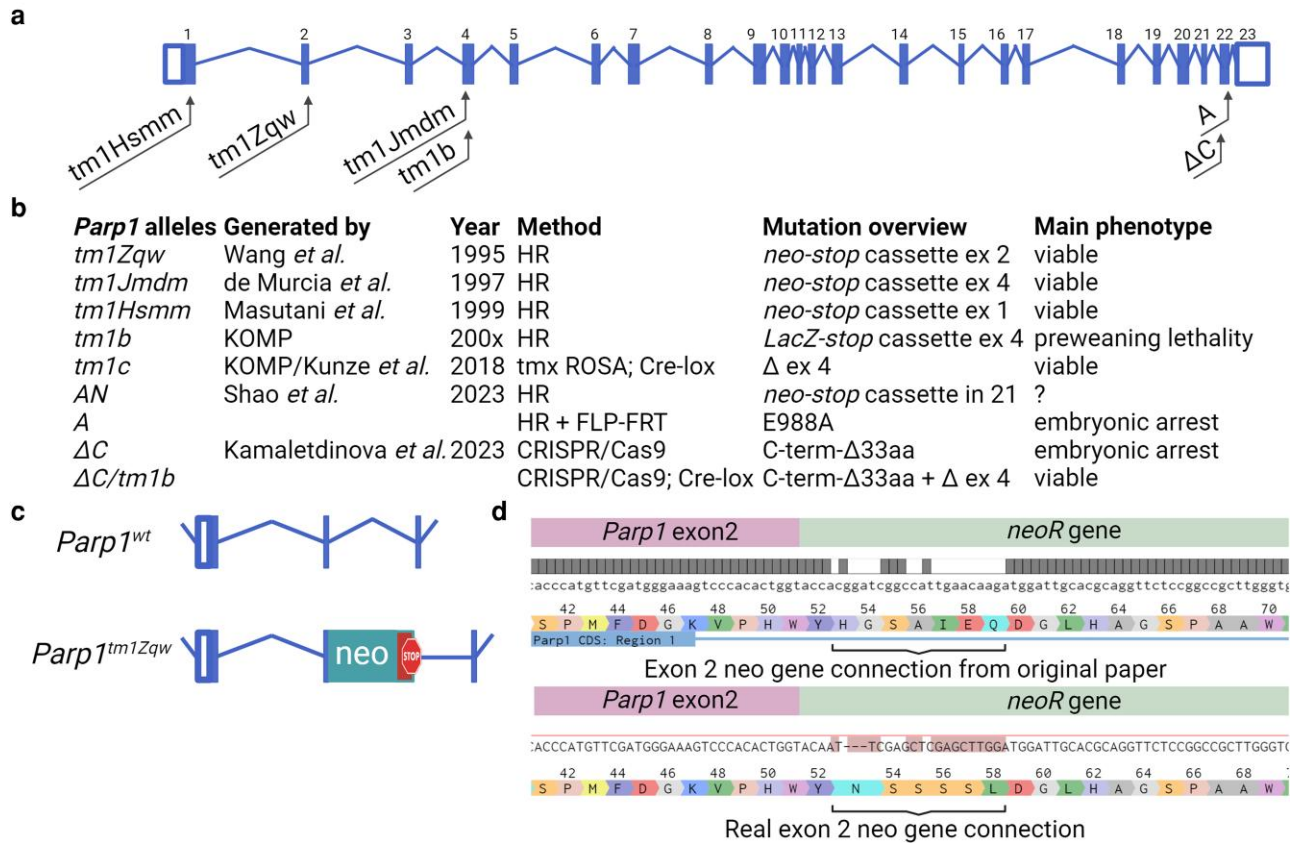 a
1 2 3 4 5 6 7 8 9 10 11 12 13 14 15 16 17 18 19 20 21 22 23
tm1Hsmm
tm1Zqw
tm1Jmdm
tm1b
A
ΔC
b
Parp1 alleles Generated by Year Method Mutation overview Main phenotype
tm1Zqw Wang et al. 1995 HR neo-stop cassette ex 2 viable
tm1Jmdm de Murcia et al. 1997 HR neo-stop cassette ex 4 viable
tm1Hsmm Masutani et al. 1999 HR neo-stop cassette ex 1 viable
tm1b KOMP 200x HR LacZ-stop cassette ex 4 preweaning lethality
tm1c KOMP/Kunze et al. 2018 tmx ROSA; Cre-lox Δ ex 4 viable
AN Shao et al. 2023 HR neo-stop cassette in 21 ?
A HR + FLP-FRT E988A embryonic arrest
ΔC Kamaletdinova et al. 2023 CRISPR/Cas9 C-term-Δ33aa embryonic arrest
ΔC/tm1b CRISPR/Cas9; Cre-lox C-term-Δ33aa + Δ ex 4 viable
c
Parp1wt
Parp1tm1Zqw
neo
STOP
d
Parp1 exon2 neoR gene
cacccatgttcgatgggaaagtcccacactggtaccacggatcggccattgaacaagatggattgcacgcaggttctccggccgcttgggtg
42 44 46 48 50 52 54 56 58 60 62 64 66 68 70
S P M F D G K V P H W Y H G S A I E Q D G L H A G S P A A W
Parp1 CDS: Region 1
Exon 2 neo gene connection from original paper
Parp1 exon2 neoR gene
CACCCATGTTCGATGGGAAAGTCCCACACTGGTACAAT---TCGAGCTCGAGCTTGGATGGATTGCACGCAGGTTCTCCGGCCGCTTGGGTG
42 44 46 48 50 52 54 56 58 60 62 64 66 68
S P M F D G K V P H W Y N S S S S L D G L H A G S P A A W
Real exon 2 neo gene connection